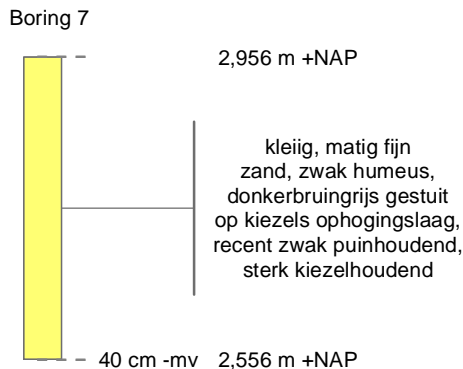 Boring 7
2,956 m +NAP
kleiig, matig fijn
zand, zwak humeus,
donkerbruingrijs gestuit
op kiezels ophogingslaag,
recent zwak puinhoudend,
sterk kiezelhoudend
40 cm -mv 2,556 m +NAP